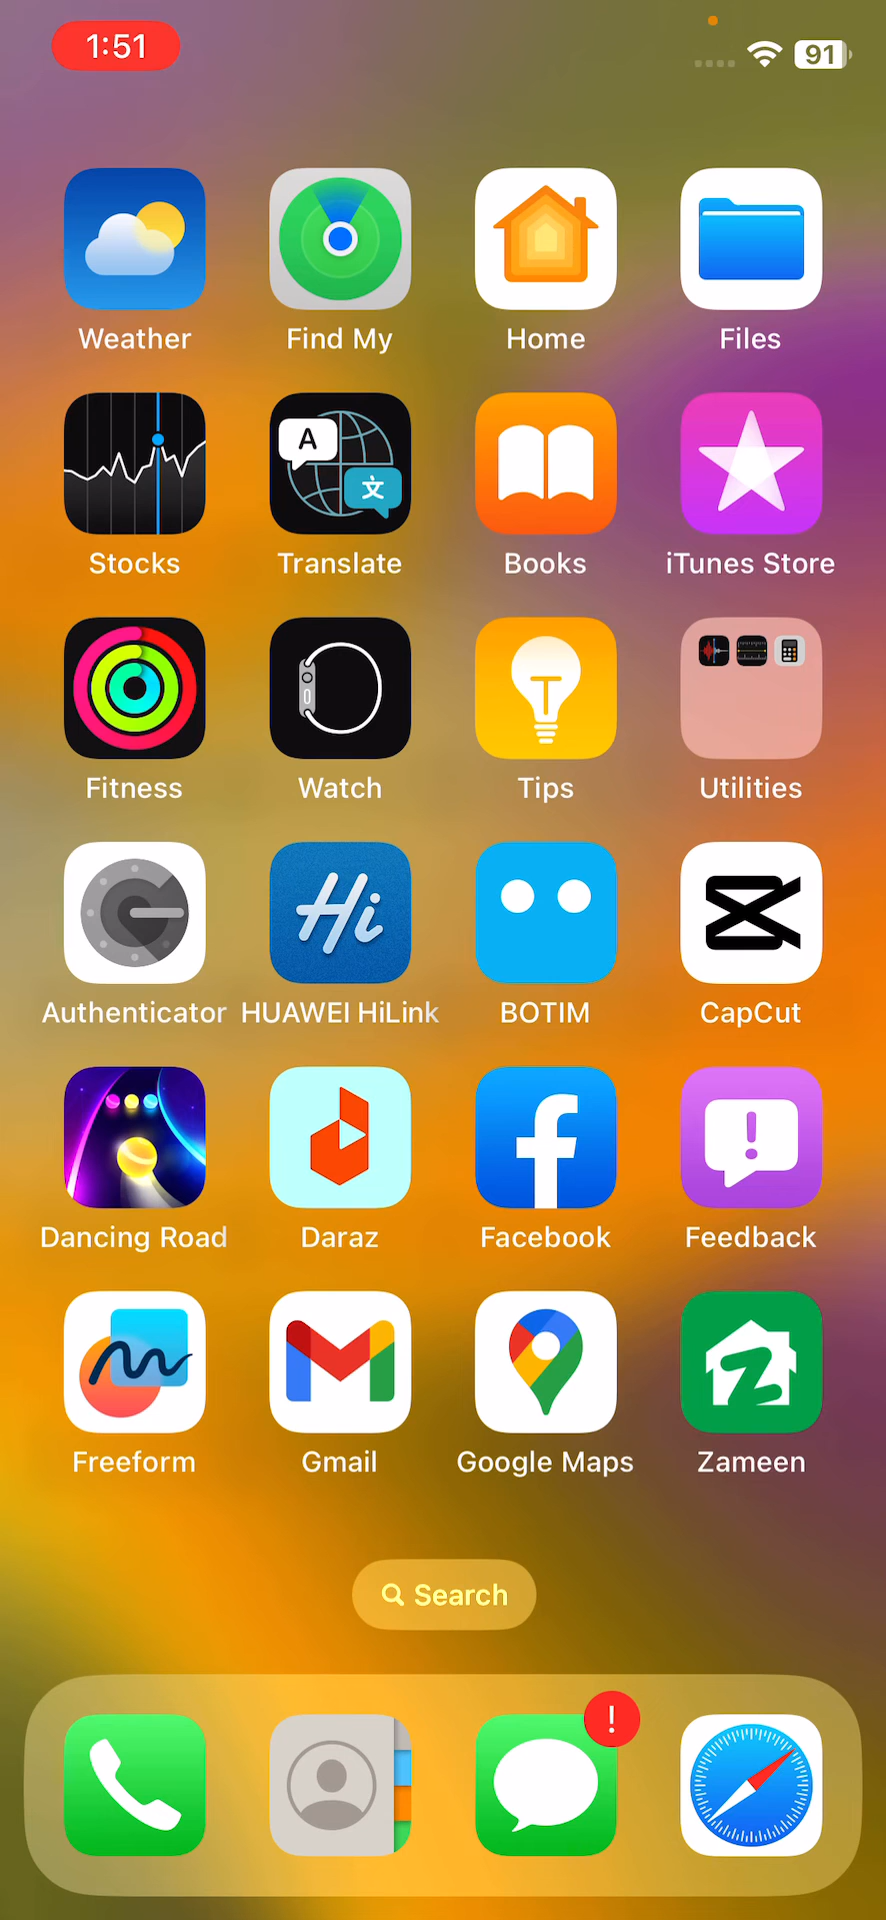 1:51
91
Weather Find My Home Files
A
文
Stocks Translate Books iTunes Store
Fitness Watch Tips Utilities
Hi
Authenticator HUAWEI HiLink BOTIM CapCut
Dancing Road Daraz Facebook Feedback
Freeform Gmail Google Maps Zameen
Search
!